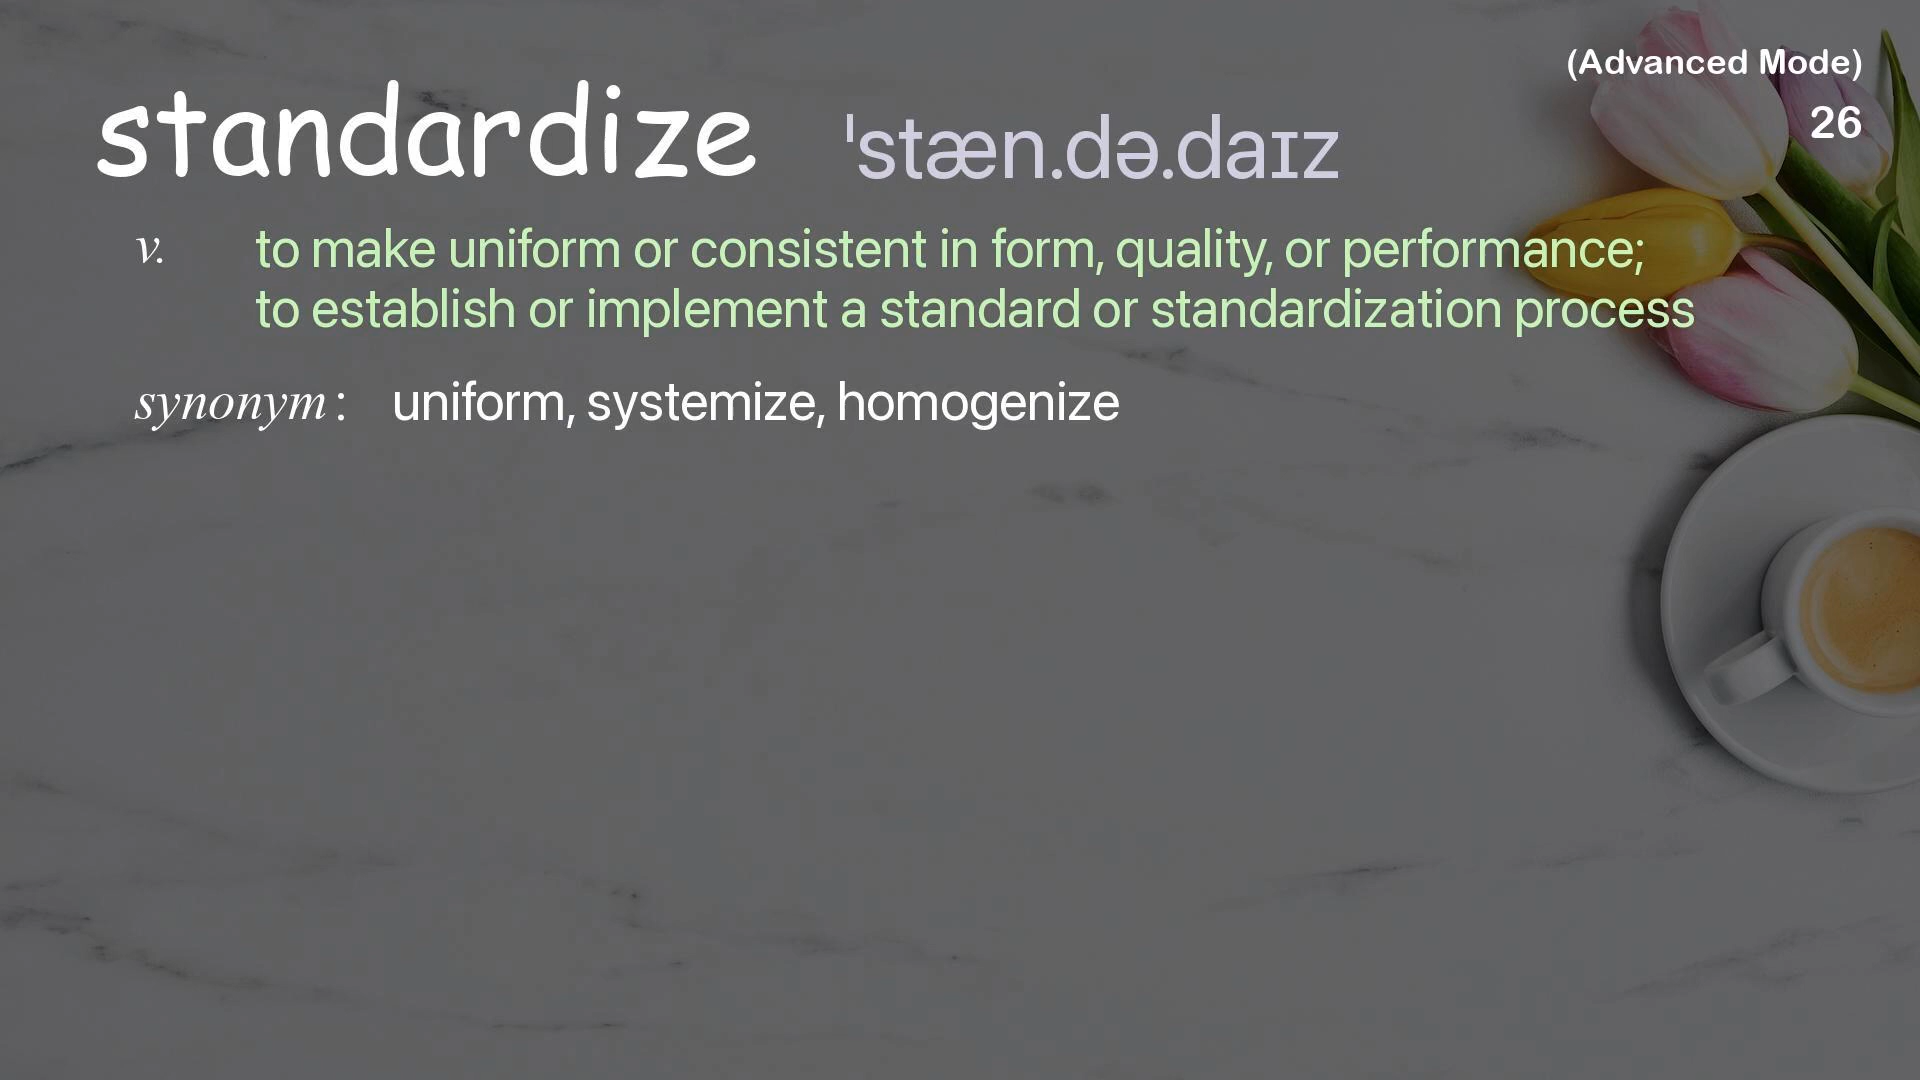 (Advanced Mode)
standardize ˈstæn.də.daɪz
26
v. to make uniform or consistent in form, quality, or performance;
to establish or implement a standard or standardization process
synonym : uniform, systemize, homogenize